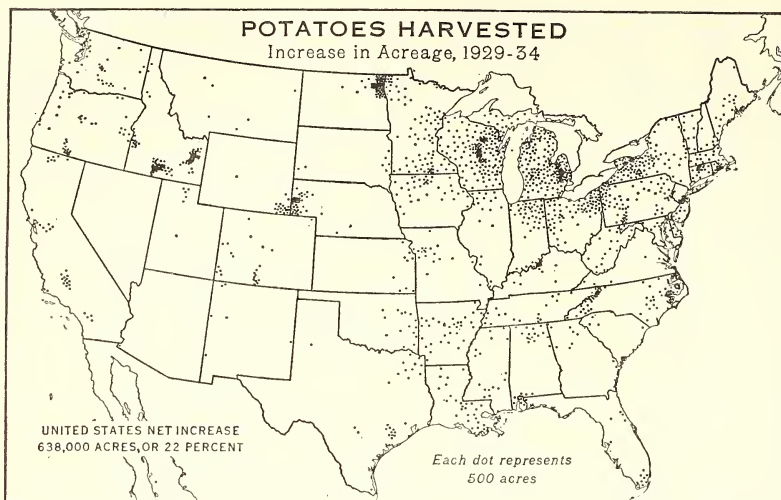 POTATOES HARVESTED
Increase in Acreage, 1929-34
UNITED STATES NET INCREASE
638,000 ACRES, OR 22 PERCENT
Each dot represents
500 acres